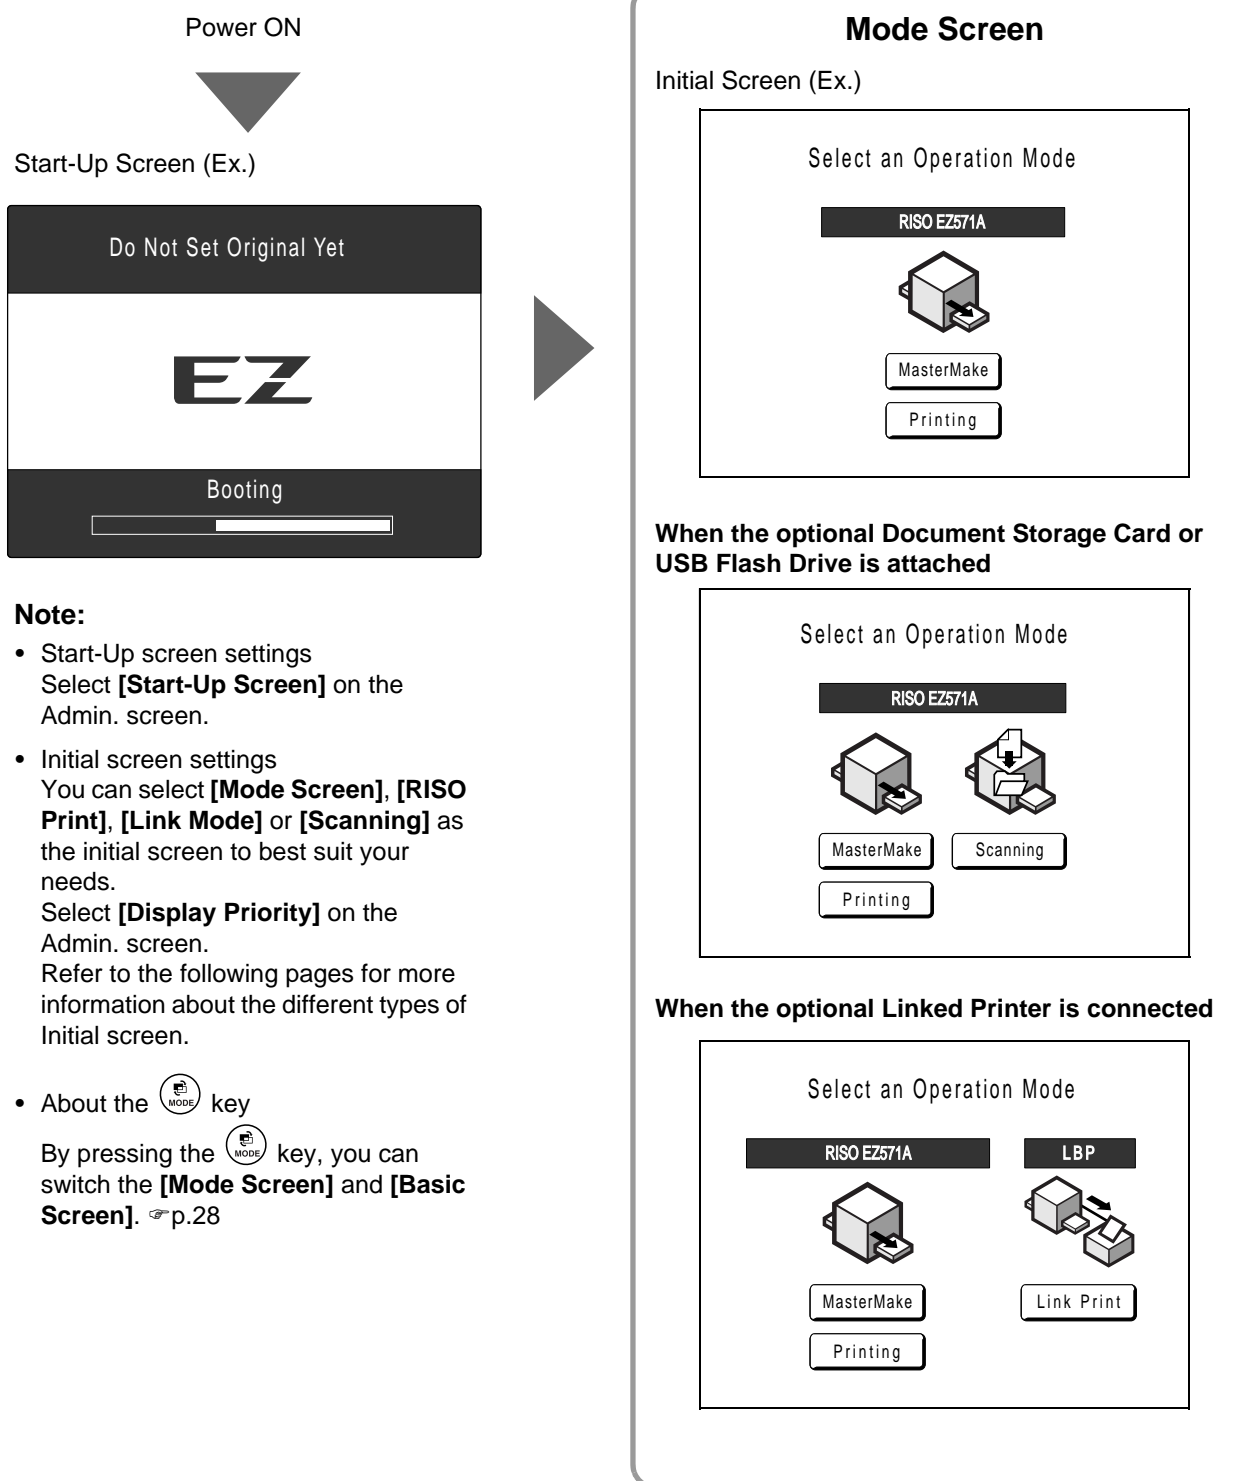 Power ON
Start-Up Screen (Ex.)
Do Not Set Original Yet
EZ
Booting
Note:
• Start-Up screen settings
Select [Start-Up Screen] on the
Admin. screen.
• Initial screen settings
You can select [Mode Screen], [RISO
Print], [Link Mode] or [Scanning] as
the initial screen to best suit your
needs.
Select [Display Priority] on the
Admin. screen.
Refer to the following pages for more
information about the different types of
Initial screen.
• About the MODE key
By pressing the MODE key, you can
switch the [Mode Screen] and [Basic
Screen]. ☞p.28
Mode Screen
Initial Screen (Ex.)
Select an Operation Mode
RISO EZ571A
MasterMake
Printing
When the optional Document Storage Card or
USB Flash Drive is attached
Select an Operation Mode
RISO EZ571A
MasterMake Scanning
Printing
When the optional Linked Printer is connected
Select an Operation Mode
RISO EZ571A LBP
MasterMake Link Print
Printing